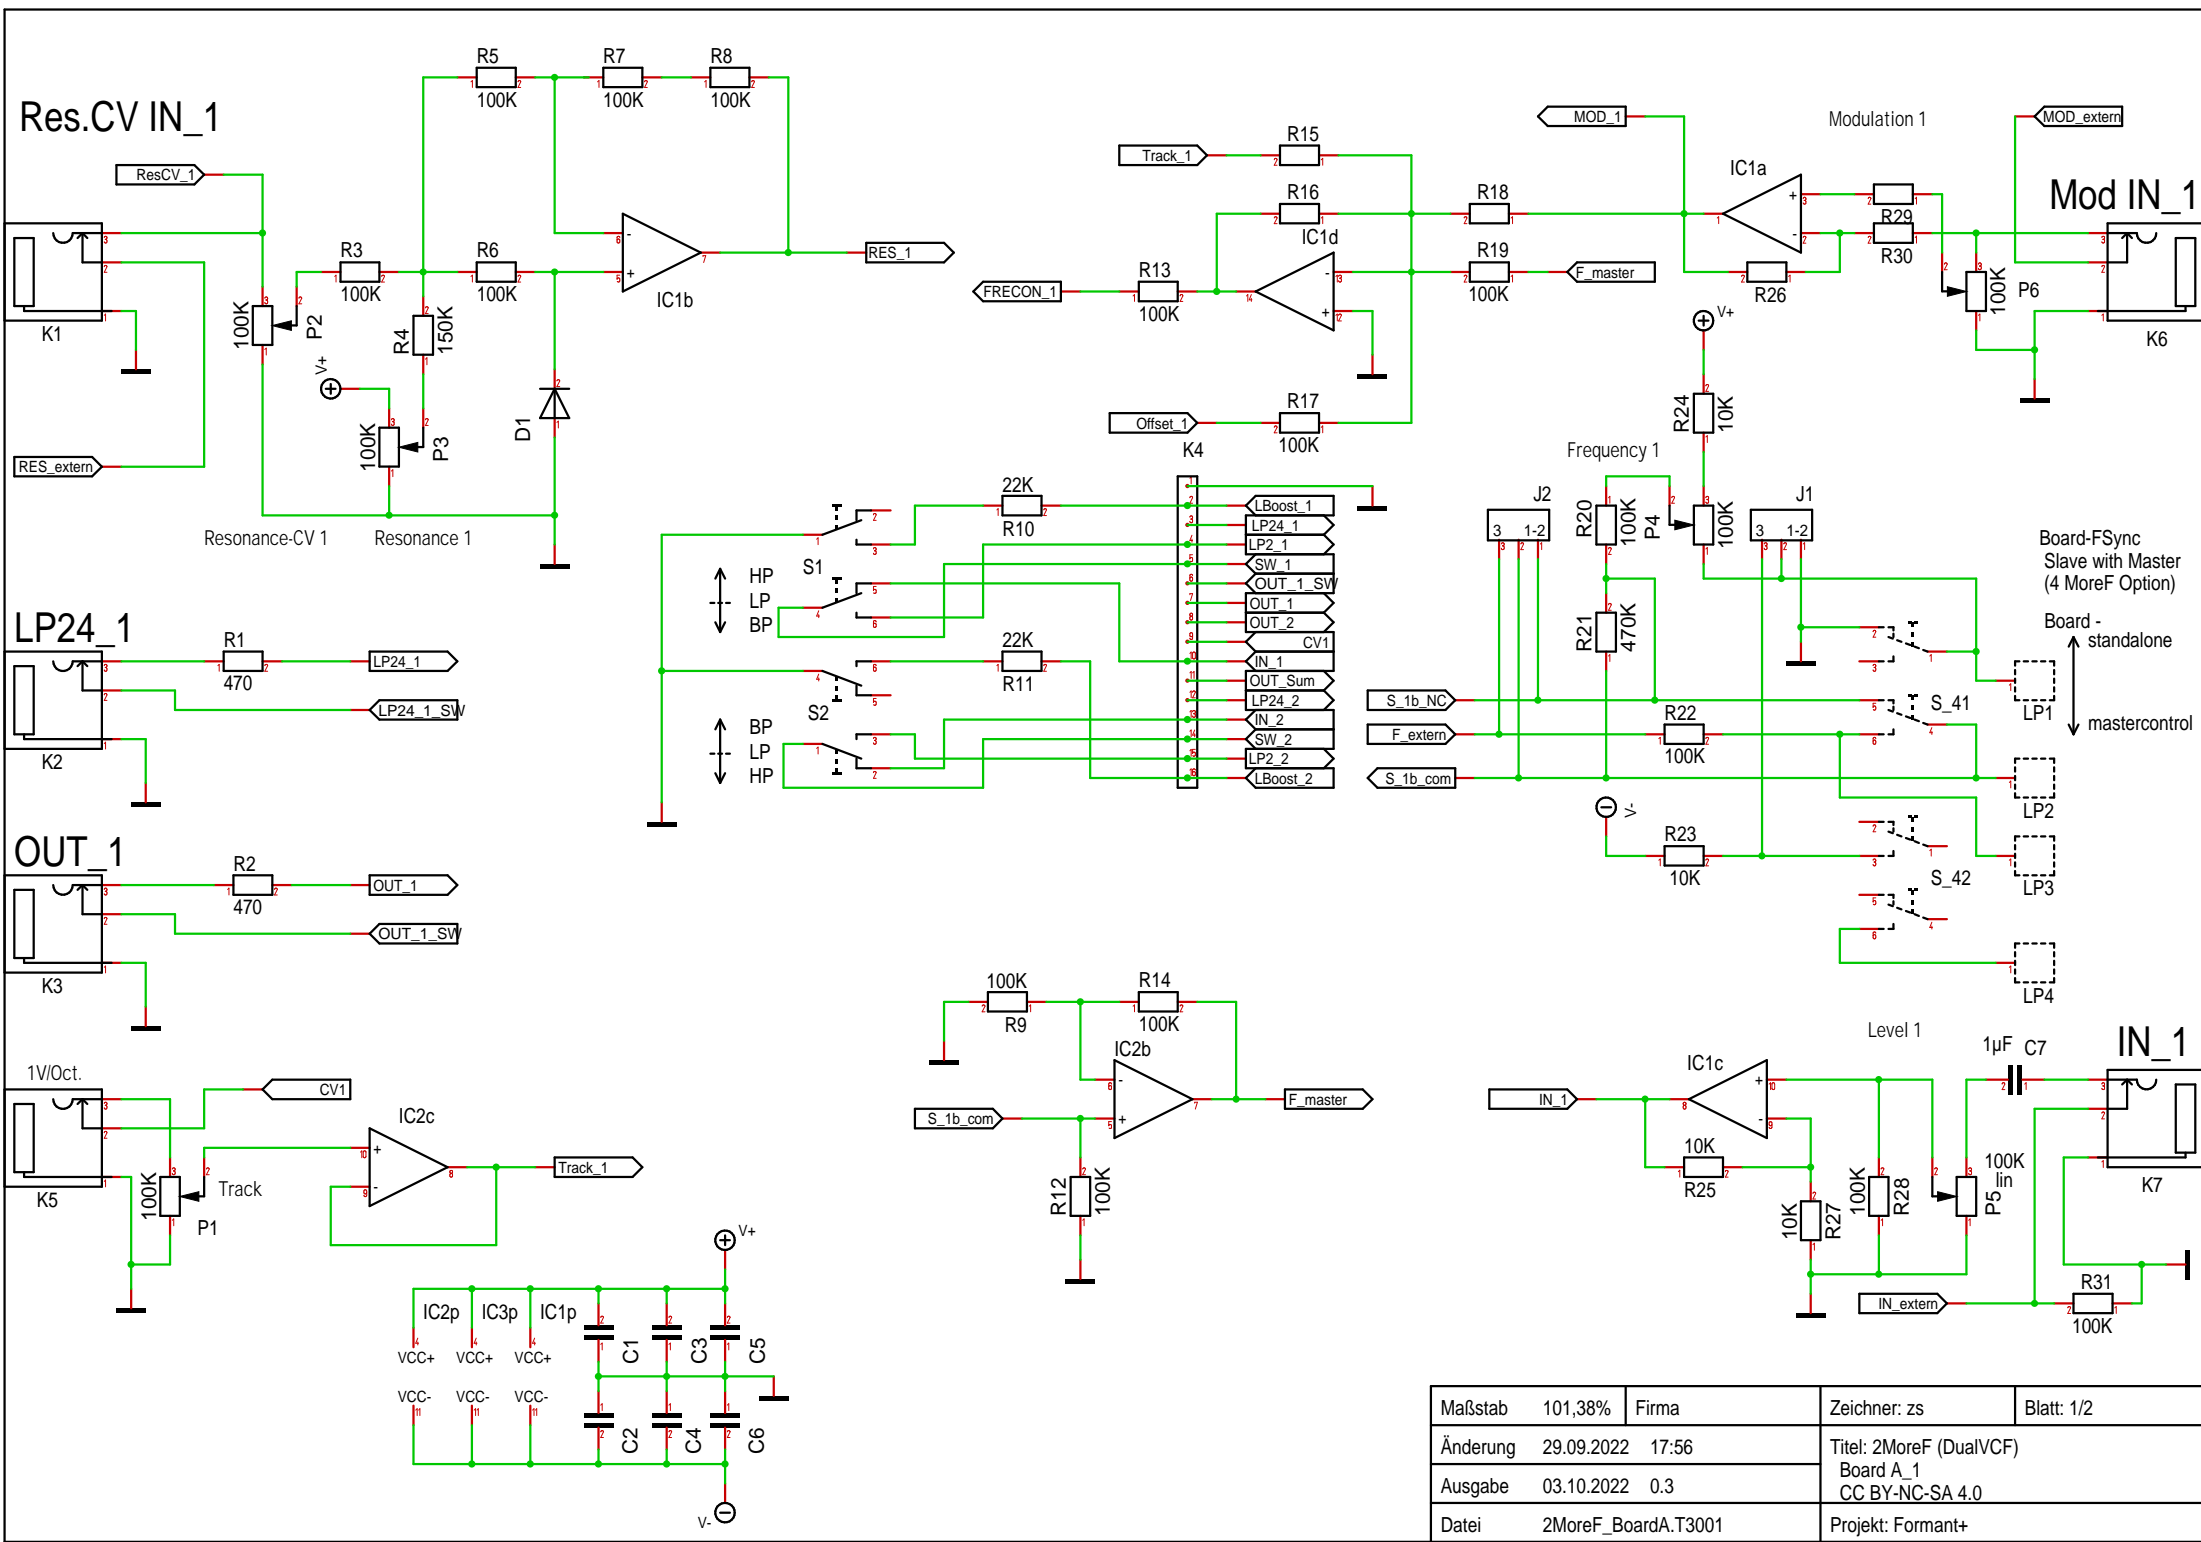 Res.CV IN_1
ResCV_1
K1
RES_extern
R3
100K
100K
P2
V+
R5
100K
R7
100K
R8
100K
R6
100K
R4
150K
100K
P3
D1
IC1b
RES_1
Resonance-CV 1
Resonance 1
Track_1
R15
R16
IC1d
R13
100K
FRECON_1
R18
R19
100K
F_master
Offset_1
R17
100K
MOD_1
Modulation 1
MOD_extern
IC1a
R29
R30
R26
100K
P6
Mod IN_1
K6
LP24_1
K2
R1
470
LP24_1
LP24_1_SW
OUT_1
K3
R2
470
OUT_1
OUT_1_SW
HP
LP
BP
S1
S2
BP
LP
HP
22K
R10
22K
R11
K4
LBoost_1
LP24_1
LP2_1
SW_1
OUT_1_SW
OUT_1
OUT_2
CV1
IN_1
OUT_Sum
LP24_2
IN_2
SW_2
LP2_2
LBoost_2
V+
R24
10K
Frequency 1
J2
3 1-2
R20
100K
P4
100K
J1
3 1-2
R21
470K
S_1b_NC
F_extern
S_1b_com
R22
100K
V-
R23
10K
Board-FSync
Slave with Master
(4 MoreF Option)
Board -
standalone
mastercontrol
S_41
S_42
LP1
LP2
LP3
LP4
1V/Oct.
K5
CV1
100K
Track
P1
IC2c
Track_1
100K
R9
R14
100K
IC2b
S_1b_com
F_master
R12
100K
Level 1
1µF C7
IN_1
K7
IC1c
IN_1
10K
R25
10K
R27
100K
R28
P5
100K
lin
IN_extern
R31
100K
V+
IC2p
IC3p
IC1p
VCC+ VCC+ VCC+
VCC- VCC- VCC-
C1
C3
C5
C2
C4
C6
V-
Maßstab 101,38% Firma Zeichner: zs Blatt: 1/2
Änderung 29.09.2022 17:56 Titel: 2MoreF (DualVCF)
Board A_1
Ausgabe 03.10.2022 0.3 CC BY-NC-SA 4.0
Datei 2MoreF_BoardA.T3001 Projekt: Formant+